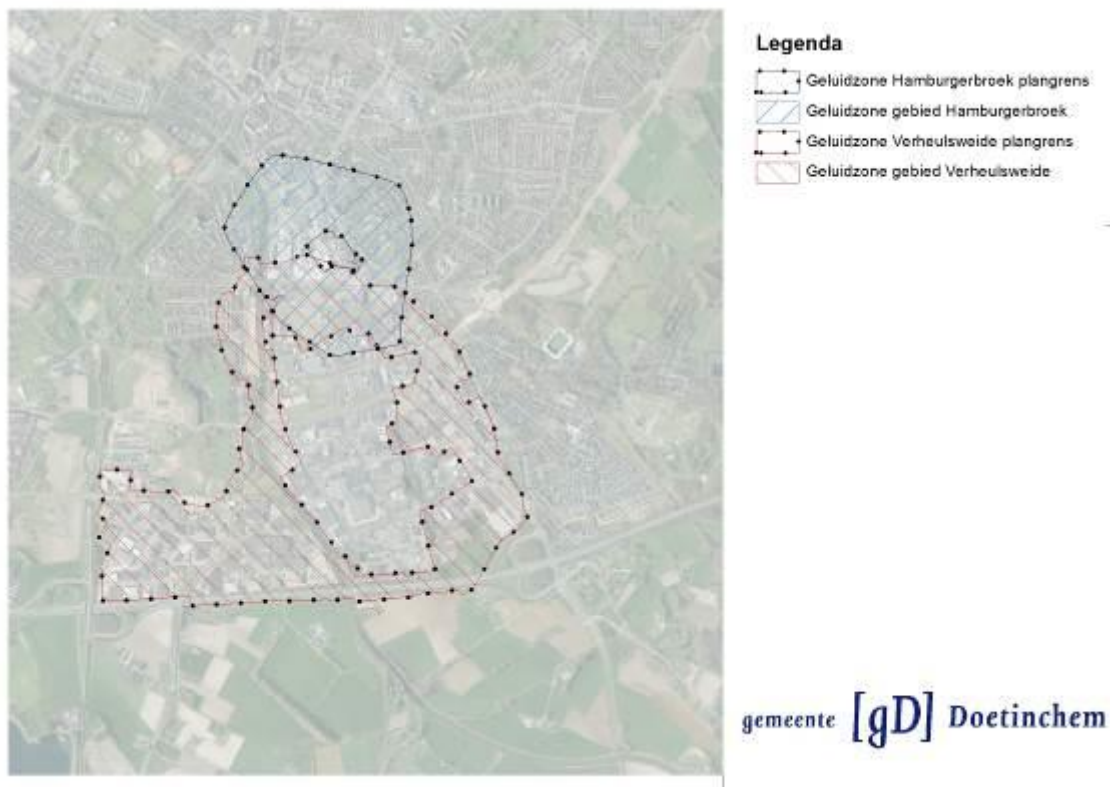 Legenda
Geluidzone Hamburgerbroek plangrens
Geluidzone gebied Hamburgerbroek
Geluidzone Verheulsweide plangrens
Geluidzone gebied Verheulsweide
gemeente [gD] Doetinchem